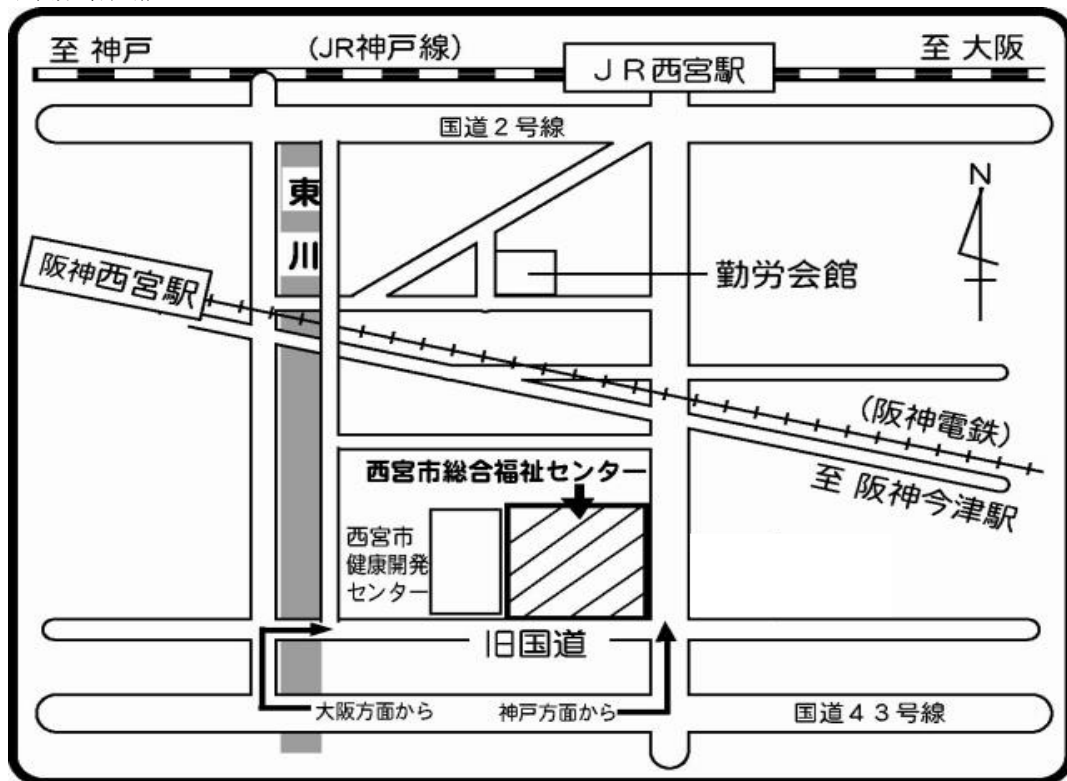 至 神戸
(JR神戸線)
JR西宮駅
至 大阪
国道2号線
東川
N
阪神西宮駅
勤労会館
(阪神電鉄)
至 阪神今津駅
西宮市総合福祉センター
西宮市
健康開発
センター
旧国道
大阪方面から
神戸方面から
国道43号線